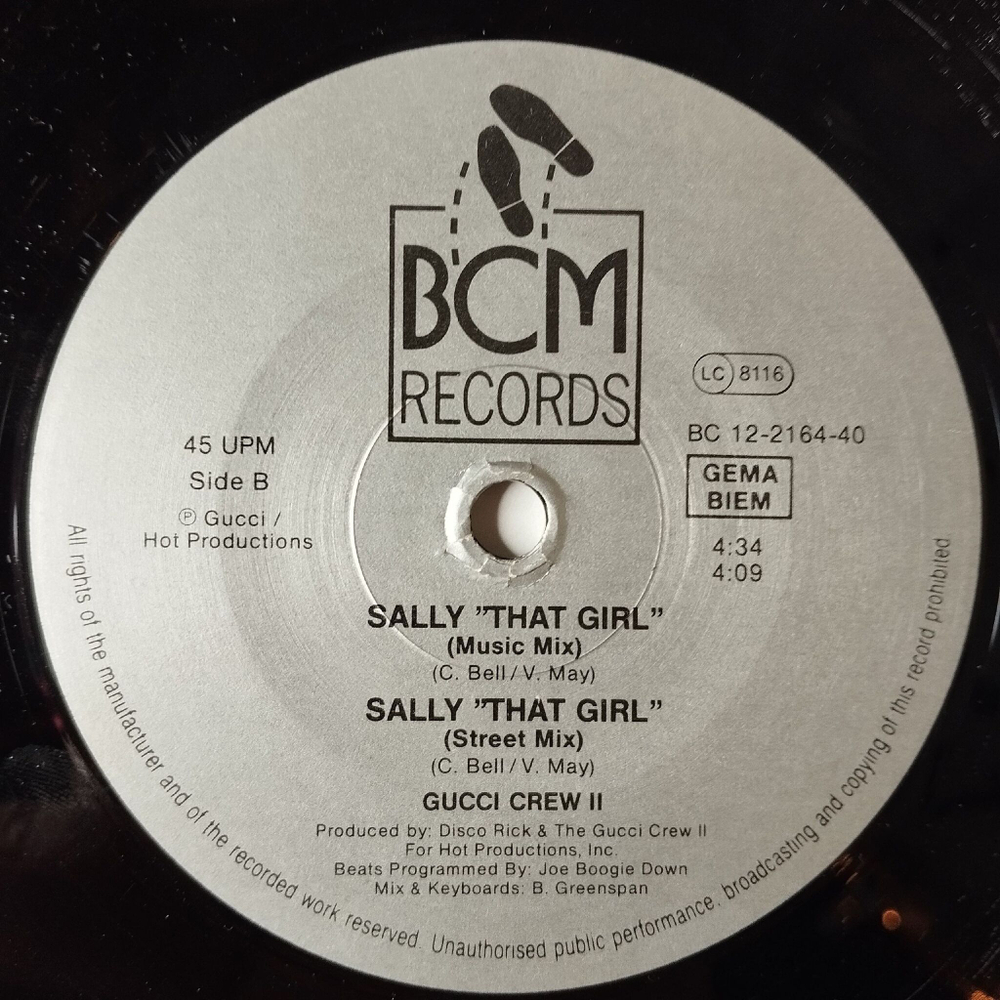 BCM
RECORDS
LC 8116
BC 12-2164-40
GEMA
BIEM
4:34
4:09
45 UPM
Side B
Ⓟ Gucci /
Hot Productions
SALLY ”THAT GIRL”
(Music Mix)
(C. Bell / V. May)
SALLY ”THAT GIRL”
(Street Mix)
(C. Bell / V. May)
GUCCI CREW II
Produced by: Disco Rick & The Gucci Crew II
For Hot Productions, Inc.
Beats Programmed By: Joe Boogie Down
Mix & Keyboards: B. Greenspan
All rights of the manufacturer and of the recorded work reserved. Unauthorised public performance. broadcasting and copying of this record prohibited